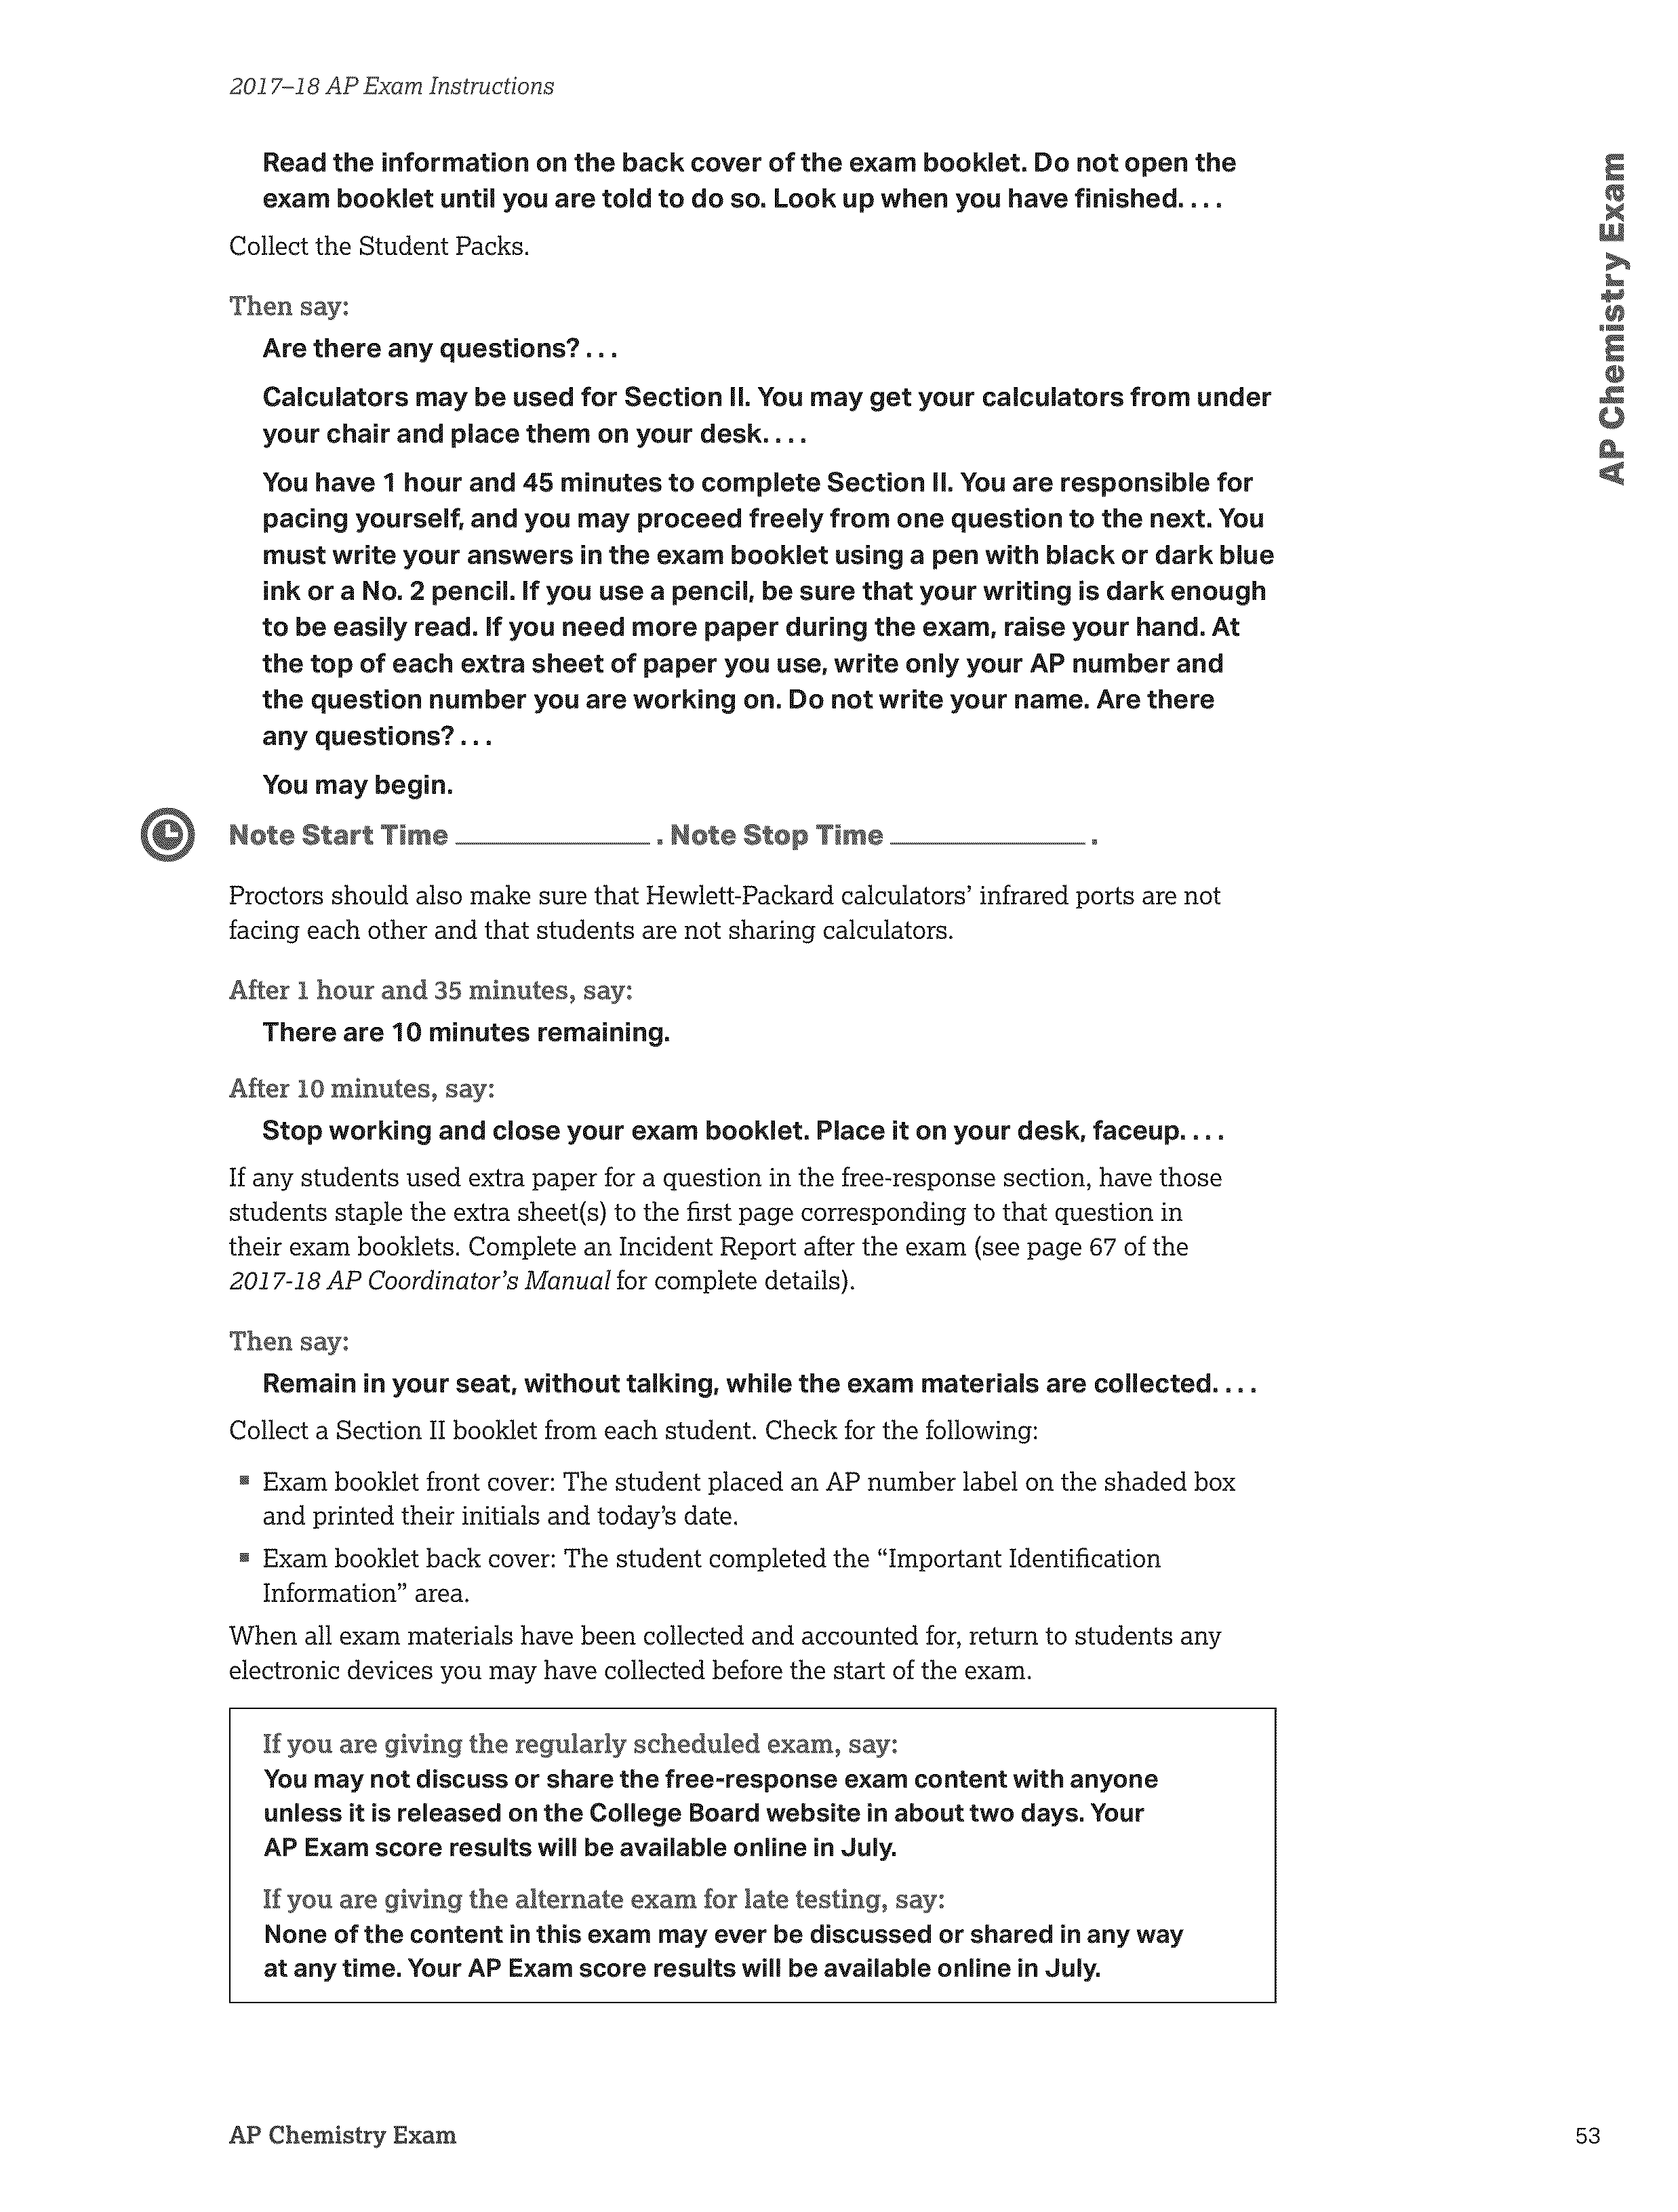 2017–18 AP Exam Instructions
AP Chemistry Exam
Read the information on the back cover of the exam booklet. Do not open the
exam booklet until you are told to do so. Look up when you have finished. . . .
Collect the Student Packs.
Then say:
Are there any questions? . . .
Calculators may be used for Section II. You may get your calculators from under
your chair and place them on your desk. . . .
You have 1 hour and 45 minutes to complete Section II. You are responsible for
pacing yourself, and you may proceed freely from one question to the next. You
must write your answers in the exam booklet using a pen with black or dark blue
ink or a No. 2 pencil. If you use a pencil, be sure that your writing is dark enough
to be easily read. If you need more paper during the exam, raise your hand. At
the top of each extra sheet of paper you use, write only your AP number and
the question number you are working on. Do not write your name. Are there
any questions? . . .
You may begin.
Note Start Time ______________ . Note Stop Time ______________ .
Proctors should also make sure that Hewlett-Packard calculators’ infrared ports are not
facing each other and that students are not sharing calculators.
After 1 hour and 35 minutes, say:
There are 10 minutes remaining.
After 10 minutes, say:
Stop working and close your exam booklet. Place it on your desk, faceup. . . .
If any students used extra paper for a question in the free-response section, have those
students staple the extra sheet(s) to the first page corresponding to that question in
their exam booklets. Complete an Incident Report after the exam (see page 67 of the
2017-18 AP Coordinator’s Manual for complete details).
Then say:
Remain in your seat, without talking, while the exam materials are collected. . . .
Collect a Section II booklet from each student. Check for the following:
▪ Exam booklet front cover: The student placed an AP number label on the shaded box
and printed their initials and today’s date.
▪ Exam booklet back cover: The student completed the “Important Identification
Information” area.
When all exam materials have been collected and accounted for, return to students any
electronic devices you may have collected before the start of the exam.
If you are giving the regularly scheduled exam, say:
You may not discuss or share the free-response exam content with anyone
unless it is released on the College Board website in about two days. Your
AP Exam score results will be available online in July.
If you are giving the alternate exam for late testing, say:
None of the content in this exam may ever be discussed or shared in any way
at any time. Your AP Exam score results will be available online in July.
AP Chemistry Exam
53